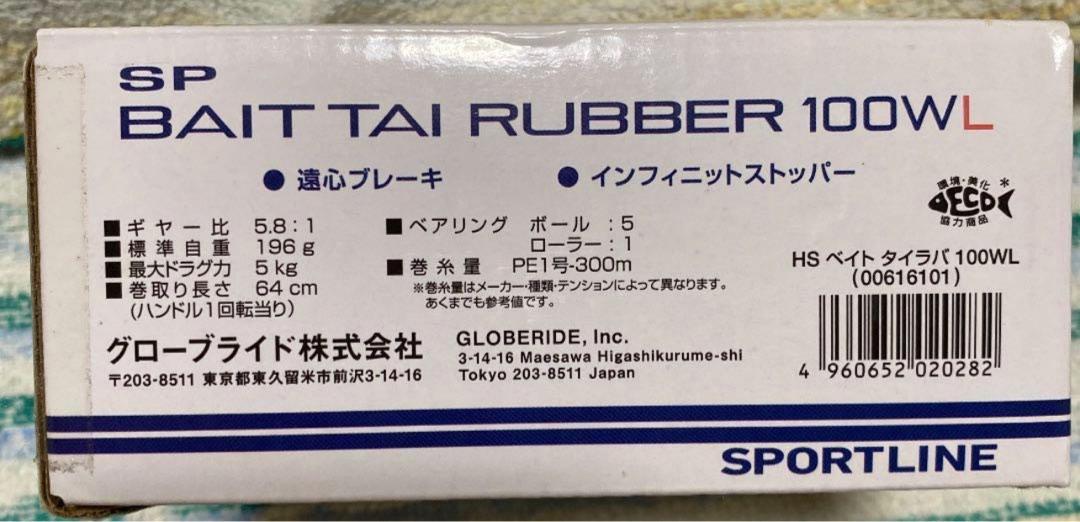 SP
BAIT TAI RUBBER 100WL
● 遠心ブレーキ ● インフィニットストッパー
環境・美化
ECO *
協力商品
■ ギヤー比 5.8:1
■ 標準自重 196g
■ 最大ドラグ力 5kg
■ 巻取り長さ 64cm
(ハンドル1回転当り)
■ ベアリング ボール :5
ローラー:1
■ 巻糸量 PE1号-300m
※巻糸量はメーカー・種類・テンションによって異なります。
あくまでも参考値です。
HS ベイト タイラバ 100WL
(00616101)
グローブライド株式会社
〒203-8511 東京都東久留米市前沢3-14-16
GLOBERIDE, Inc.
3-14-16 Maesawa Higashikurume-shi
Tokyo 203-8511 Japan
4 960652 020282
SPORTLINE